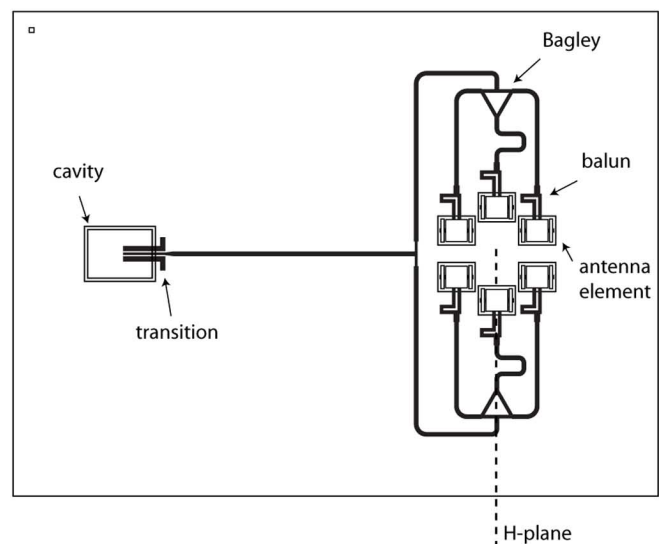 Bagley
balun
cavity
antenna
element
transition
H-plane